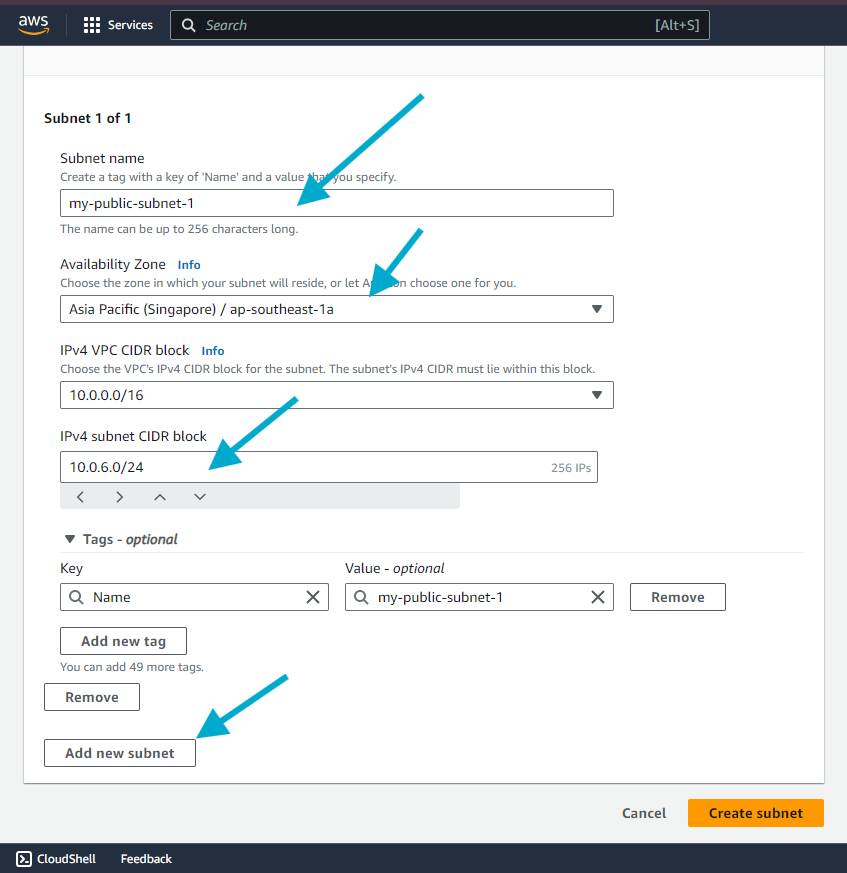 aws
Services
Search
[Alt+S]
Subnet 1 of 1
Subnet name
Create a tag with a key of 'Name' and a value that you specify.
my-public-subnet-1
The name can be up to 256 characters long.
Availability Zone Info
Choose the zone in which your subnet will reside, or let Amazon choose one for you.
Asia Pacific (Singapore) / ap-southeast-1a
IPv4 VPC CIDR block Info
Choose the VPC's IPv4 CIDR block for the subnet. The subnet's IPv4 CIDR must lie within this block.
10.0.0.0/16
IPv4 subnet CIDR block
10.0.6.0/24
256 IPs
Tags - optional
Key
Value - optional
Name
my-public-subnet-1
Remove
Add new tag
You can add 49 more tags.
Remove
Add new subnet
Cancel
Create subnet
CloudShell
Feedback